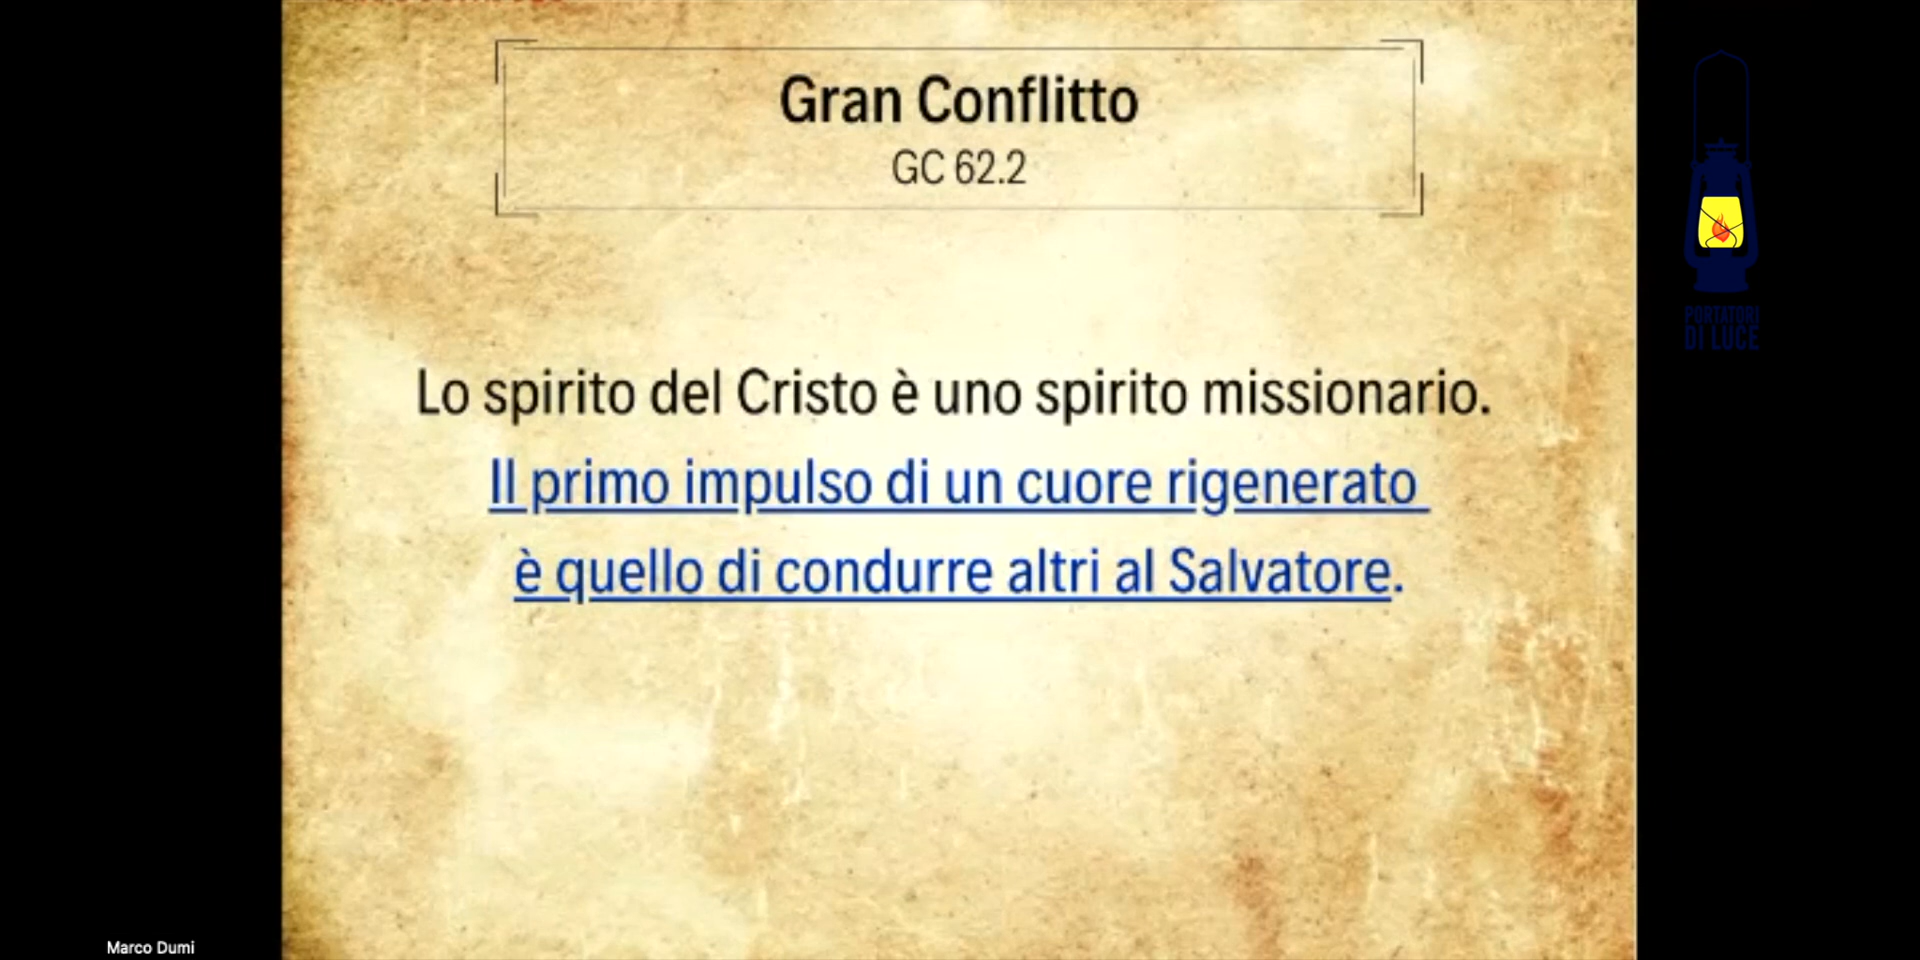 Gran Conflitto
GC 62.2
Lo spirito del Cristo è uno spirito missionario.
Il primo impulso di un cuore rigenerato
è quello di condurre altri al Salvatore.
PORTATORI
DI LUCE
Marco Dumi